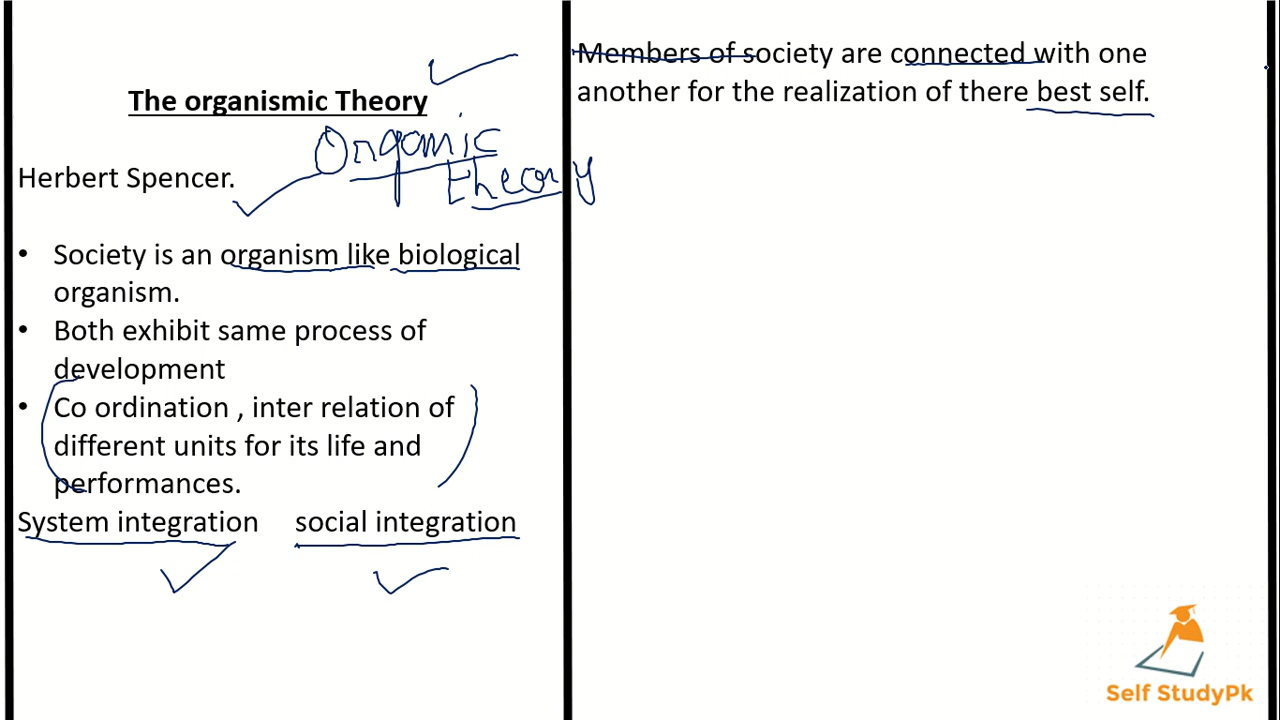 The organismic Theory
Organic
theory
Herbert Spencer.
• Society is an organism like biological
organism.
• Both exhibit same process of
development
• Co ordination , inter relation of
different units for its life and
performances.
System integration social integration
Members of society are connected with one
another for the realization of there best self.
Self StudyPk